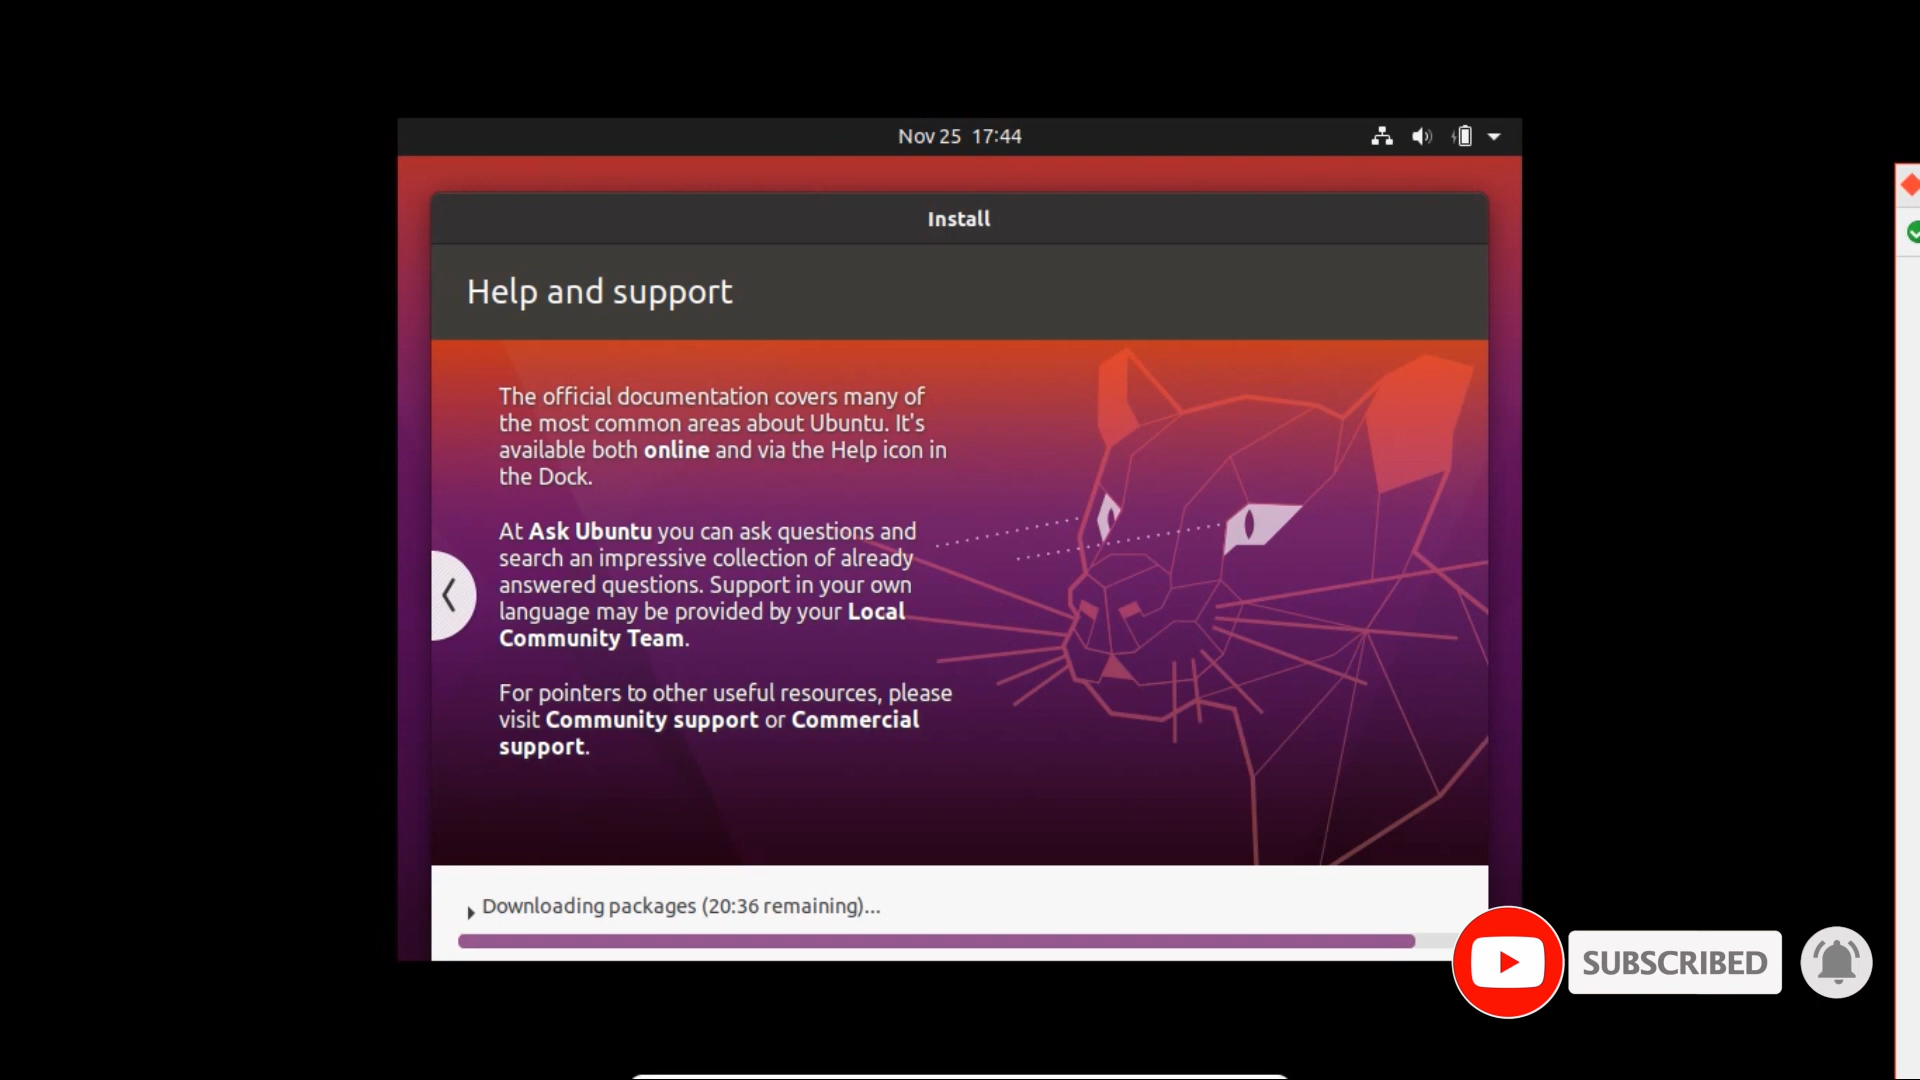 Nov 25 17:44
Install
Help and support
The official documentation covers many of
the most common areas about Ubuntu. It's
available both online and via the Help icon in
the Dock.
At Ask Ubuntu you can ask questions and
search an impressive collection of already
answered questions. Support in your own
language may be provided by your Local
Community Team.
For pointers to other useful resources, please
visit Community support or Commercial
support.
Downloading packages (20:36 remaining)...
SUBSCRIBED